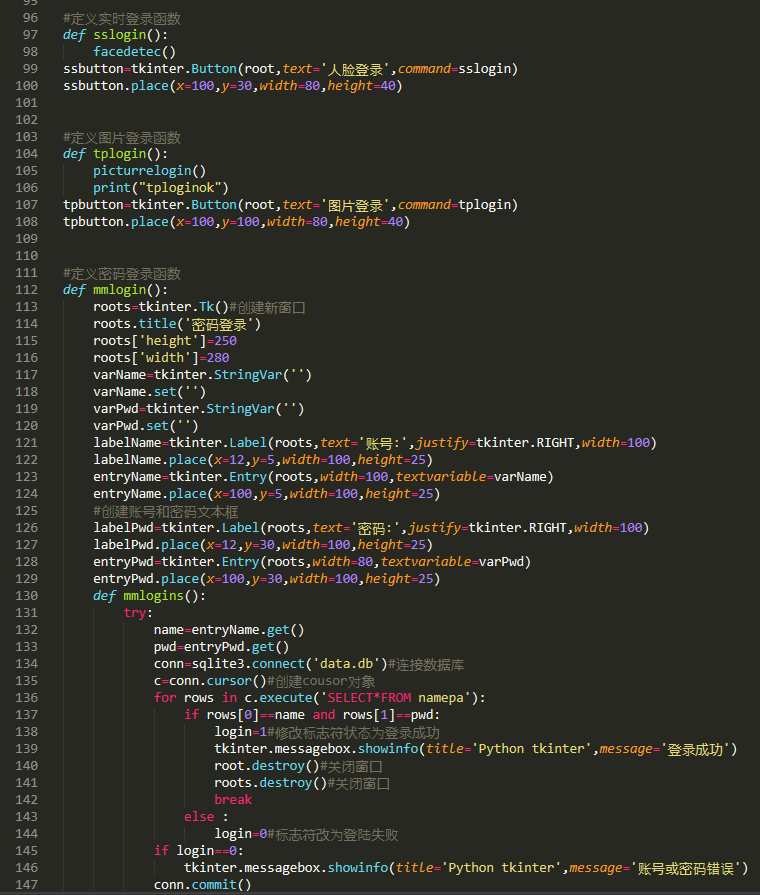 95
96 #定义实时登录函数
97 def sslogin():
98     facedetec()
99 ssbutton=tkinter.Button(root,text='人脸登录',command=sslogin)
100 ssbutton.place(x=100,y=30,width=80,height=40)
101
102
103 #定义图片登录函数
104 def tplogin():
105     picturrelogin()
106     print("tploginok")
107 tpbutton=tkinter.Button(root,text='图片登录',command=tplogin)
108 tpbutton.place(x=100,y=100,width=80,height=40)
109
110
111 #定义密码登录函数
112 def mmlogin():
113     roots=tkinter.Tk()#创建新窗口
114     roots.title('密码登录')
115     roots['height']=250
116     roots['width']=280
117     varName=tkinter.StringVar('')
118     varName.set('')
119     varPwd=tkinter.StringVar('')
120     varPwd.set('')
121     labelName=tkinter.Label(roots,text='账号:',justify=tkinter.RIGHT,width=100)
122     labelName.place(x=12,y=5,width=100,height=25)
123     entryName=tkinter.Entry(roots,width=100,textvariable=varName)
124     entryName.place(x=100,y=5,width=100,height=25)
125     #创建账号和密码文本框
126     labelPwd=tkinter.Label(roots,text='密码:',justify=tkinter.RIGHT,width=100)
127     labelPwd.place(x=12,y=30,width=100,height=25)
128     entryPwd=tkinter.Entry(roots,width=80,textvariable=varPwd)
129     entryPwd.place(x=100,y=30,width=100,height=25)
130     def mmlogins():
131         try:
132             name=entryName.get()
133             pwd=entryPwd.get()
134             conn=sqlite3.connect('data.db')#连接数据库
135             c=conn.cursor()#创建cousor对象
136             for rows in c.execute('SELECT*FROM namepa'):
137                 if rows[0]==name and rows[1]==pwd:
138                     login=1#修改标志符状态为登录成功
139                     tkinter.messagebox.showinfo(title='Python tkinter',message='登录成功')
140                     root.destroy()#关闭窗口
141                     roots.destroy()#关闭窗口
142                     break
143                 else :
144                     login=0#标志符改为登陆失败
145             if login==0:
146                 tkinter.messagebox.showinfo(title='Python tkinter',message='账号或密码错误')
147             conn.commit()